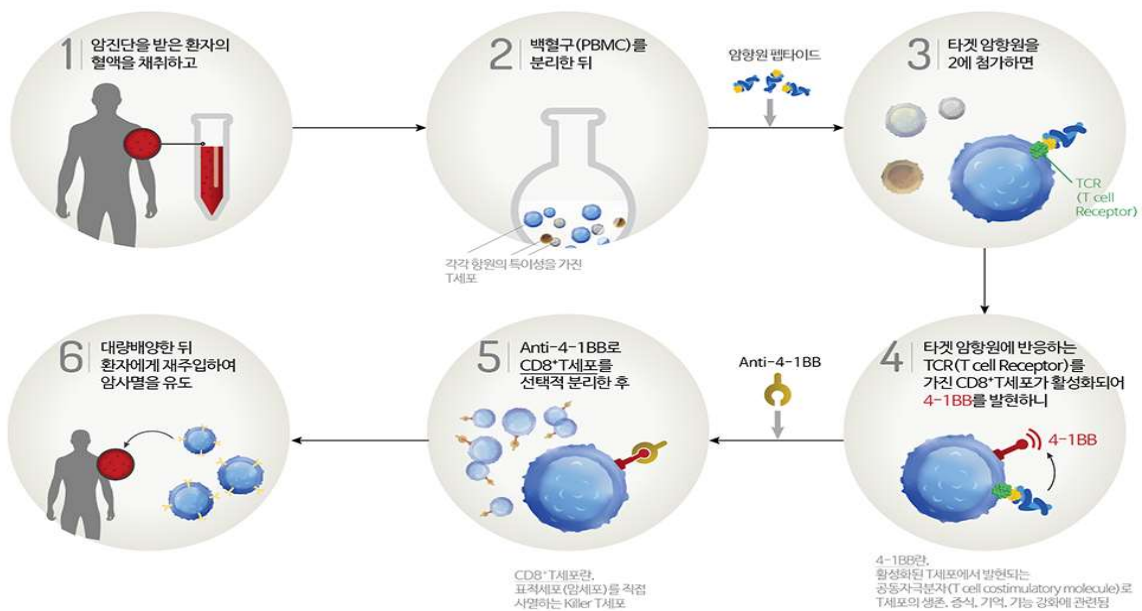 1
암진단을 받은 환자의
혈액을 채취하고
2
백혈구(PBMC)를
분리한 뒤
각각 항원의 특이성을 가진
T세포
암항원 펩타이드
3
타겟 암항원을
2에 첨가하면
TCR
(T cell
Receptor)
4
타겟 암항원에 반응하는
TCR(T cell Receptor)를
가진 CD8⁺T세포가 활성화되어
4-1BB를 발현하니
4-1BB
4-1BB란,
활성화된 T세포에서 발현되는
공동자극분자(T cell costimulatory molecule)로
T세포의 생존, 증식, 기억, 기능 강화에 관련됨
Anti-4-1BB
5
Anti-4-1BB로
CD8⁺T세포를
선택적 분리한 후
CD8⁺T세포란,
표적세포(암세포)를 직접
사멸하는 Killer T세포
6
대량배양한 뒤
환자에게 재주입하여
암사멸을 유도